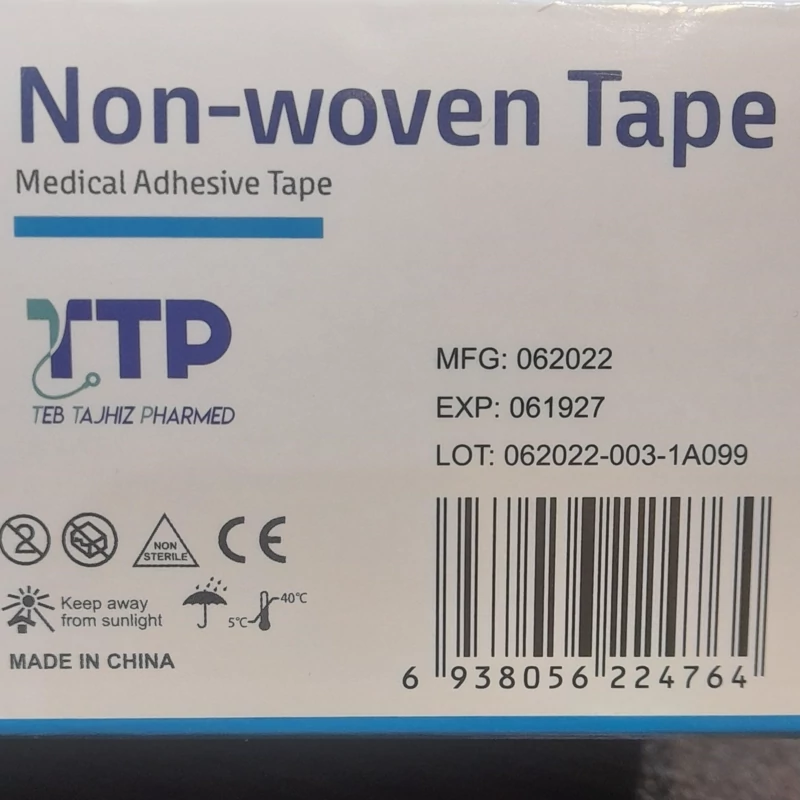 Non-woven Tape
Medical Adhesive Tape
TTP
TEB TAJHIZ PHARMED
MFG: 062022
EXP: 061927
LOT: 062022-003-1A099
2
NON
STERILE
CE
Keep away
from sunlight
5°C
40°C
MADE IN CHINA
6 938056 224764